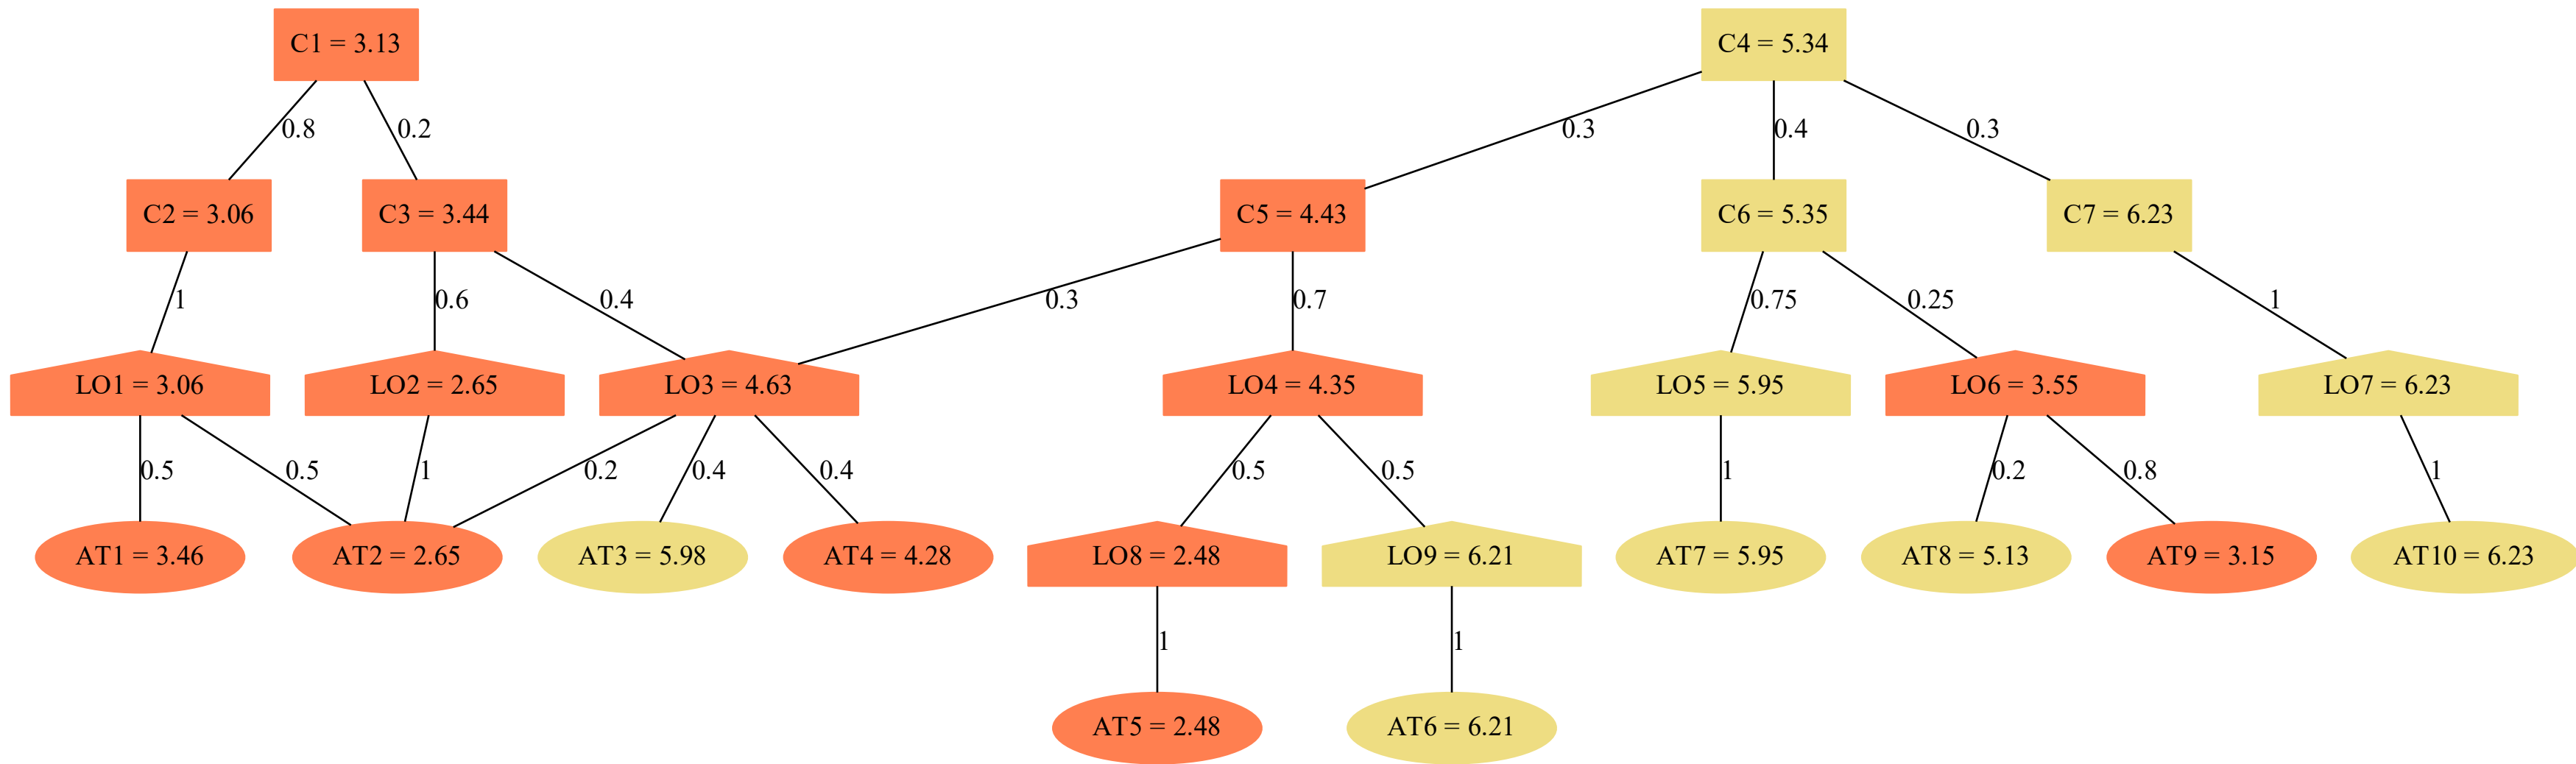 C1 = 3.13
C4 = 5.34
0.8
0.2
0.3
0.4
0.3
C2 = 3.06
C3 = 3.44
C5 = 4.43
C6 = 5.35
C7 = 6.23
1
0.6
0.4
0.3
0.7
0.75
0.25
1
LO1 = 3.06
LO2 = 2.65
LO3 = 4.63
LO4 = 4.35
LO5 = 5.95
LO6 = 3.55
LO7 = 6.23
0.5
0.5
1
0.2
0.4
0.4
0.5
0.5
1
0.2
0.8
1
AT1 = 3.46
AT2 = 2.65
AT3 = 5.98
AT4 = 4.28
LO8 = 2.48
LO9 = 6.21
AT7 = 5.95
AT8 = 5.13
AT9 = 3.15
AT10 = 6.23
1
1
AT5 = 2.48
AT6 = 6.21